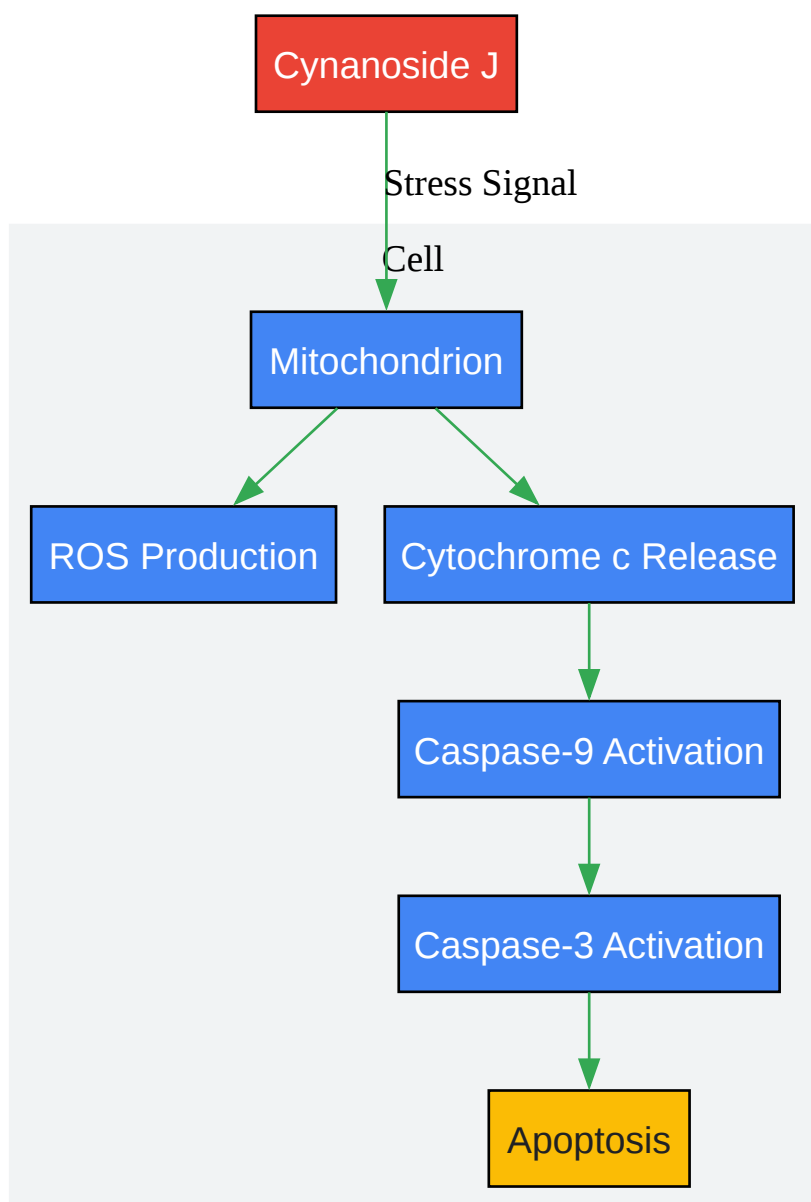 Cynanoside J
Stress Signal
Cell
Mitochondrion
ROS Production
Cytochrome c Release
Caspase-9 Activation
Caspase-3 Activation
Apoptosis